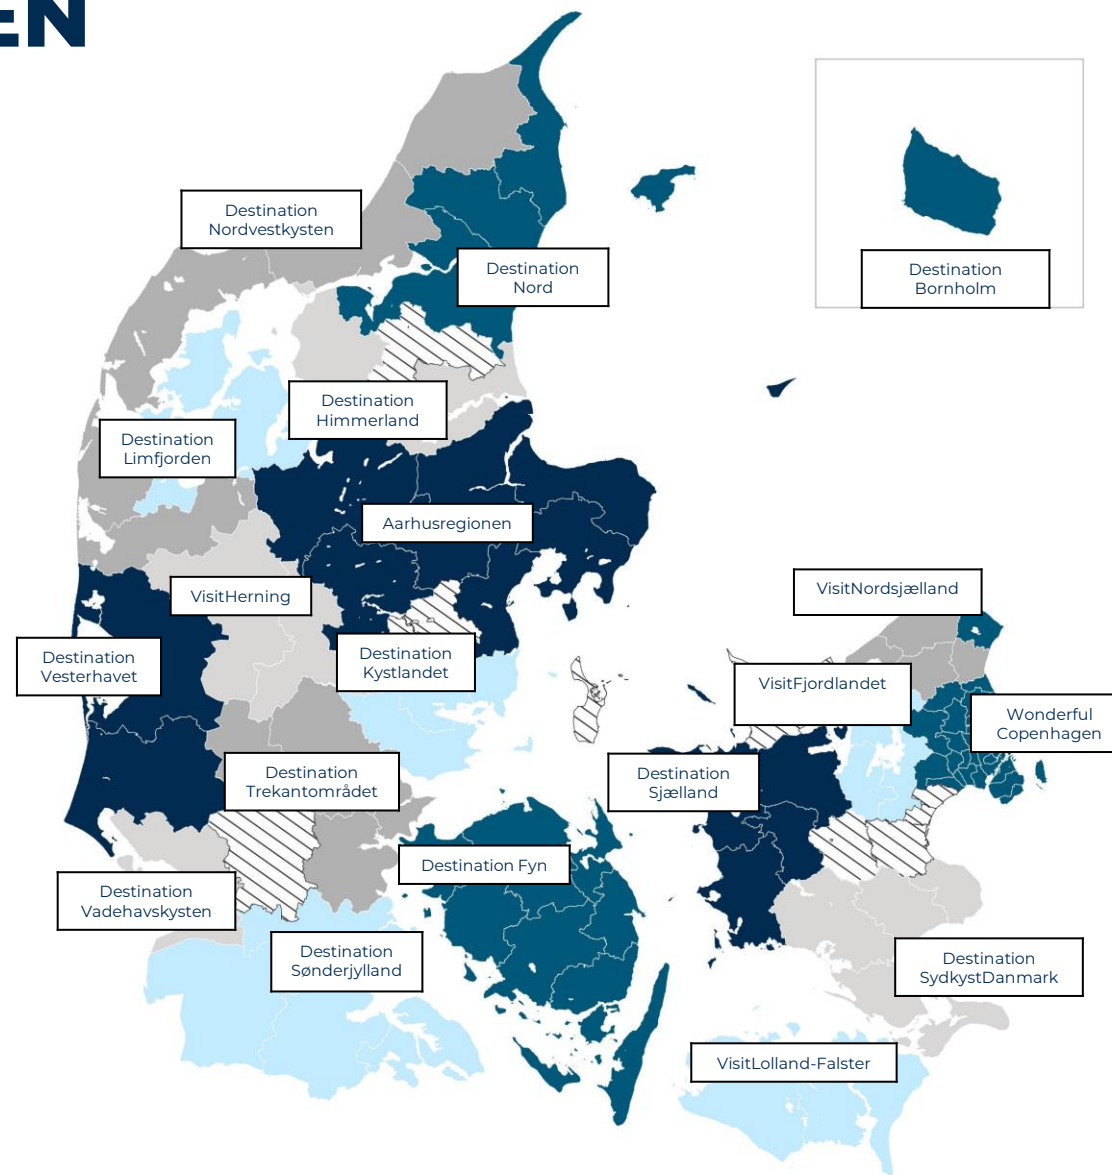 EN
Destination
Nordvestkysten
Destination
Nord
Destination
Bornholm
Destination
Himmerland
Destination
Limfjorden
Aarhusregionen
VisitHerning
VisitNordsjælland
Destination
Vesterhavet
Destination
Kystlandet
VisitFjordlandet
Wonderful
Copenhagen
Destination
Trekantområdet
Destination
Sjælland
Destination Fyn
Destination
Vadehavskysten
Destination
Sønderjylland
Destination
SydkystDanmark
VisitLolland-Falster